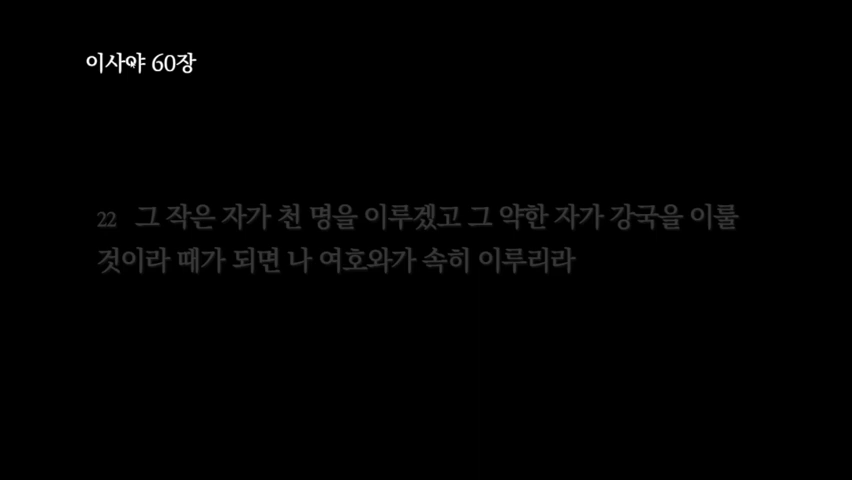 이사야 60장
22 그 작은 자가 천 명을 이루겠고 그 약한 자가 강국을 이룰
것이라 때가 되면 나 여호와가 속히 이루리라